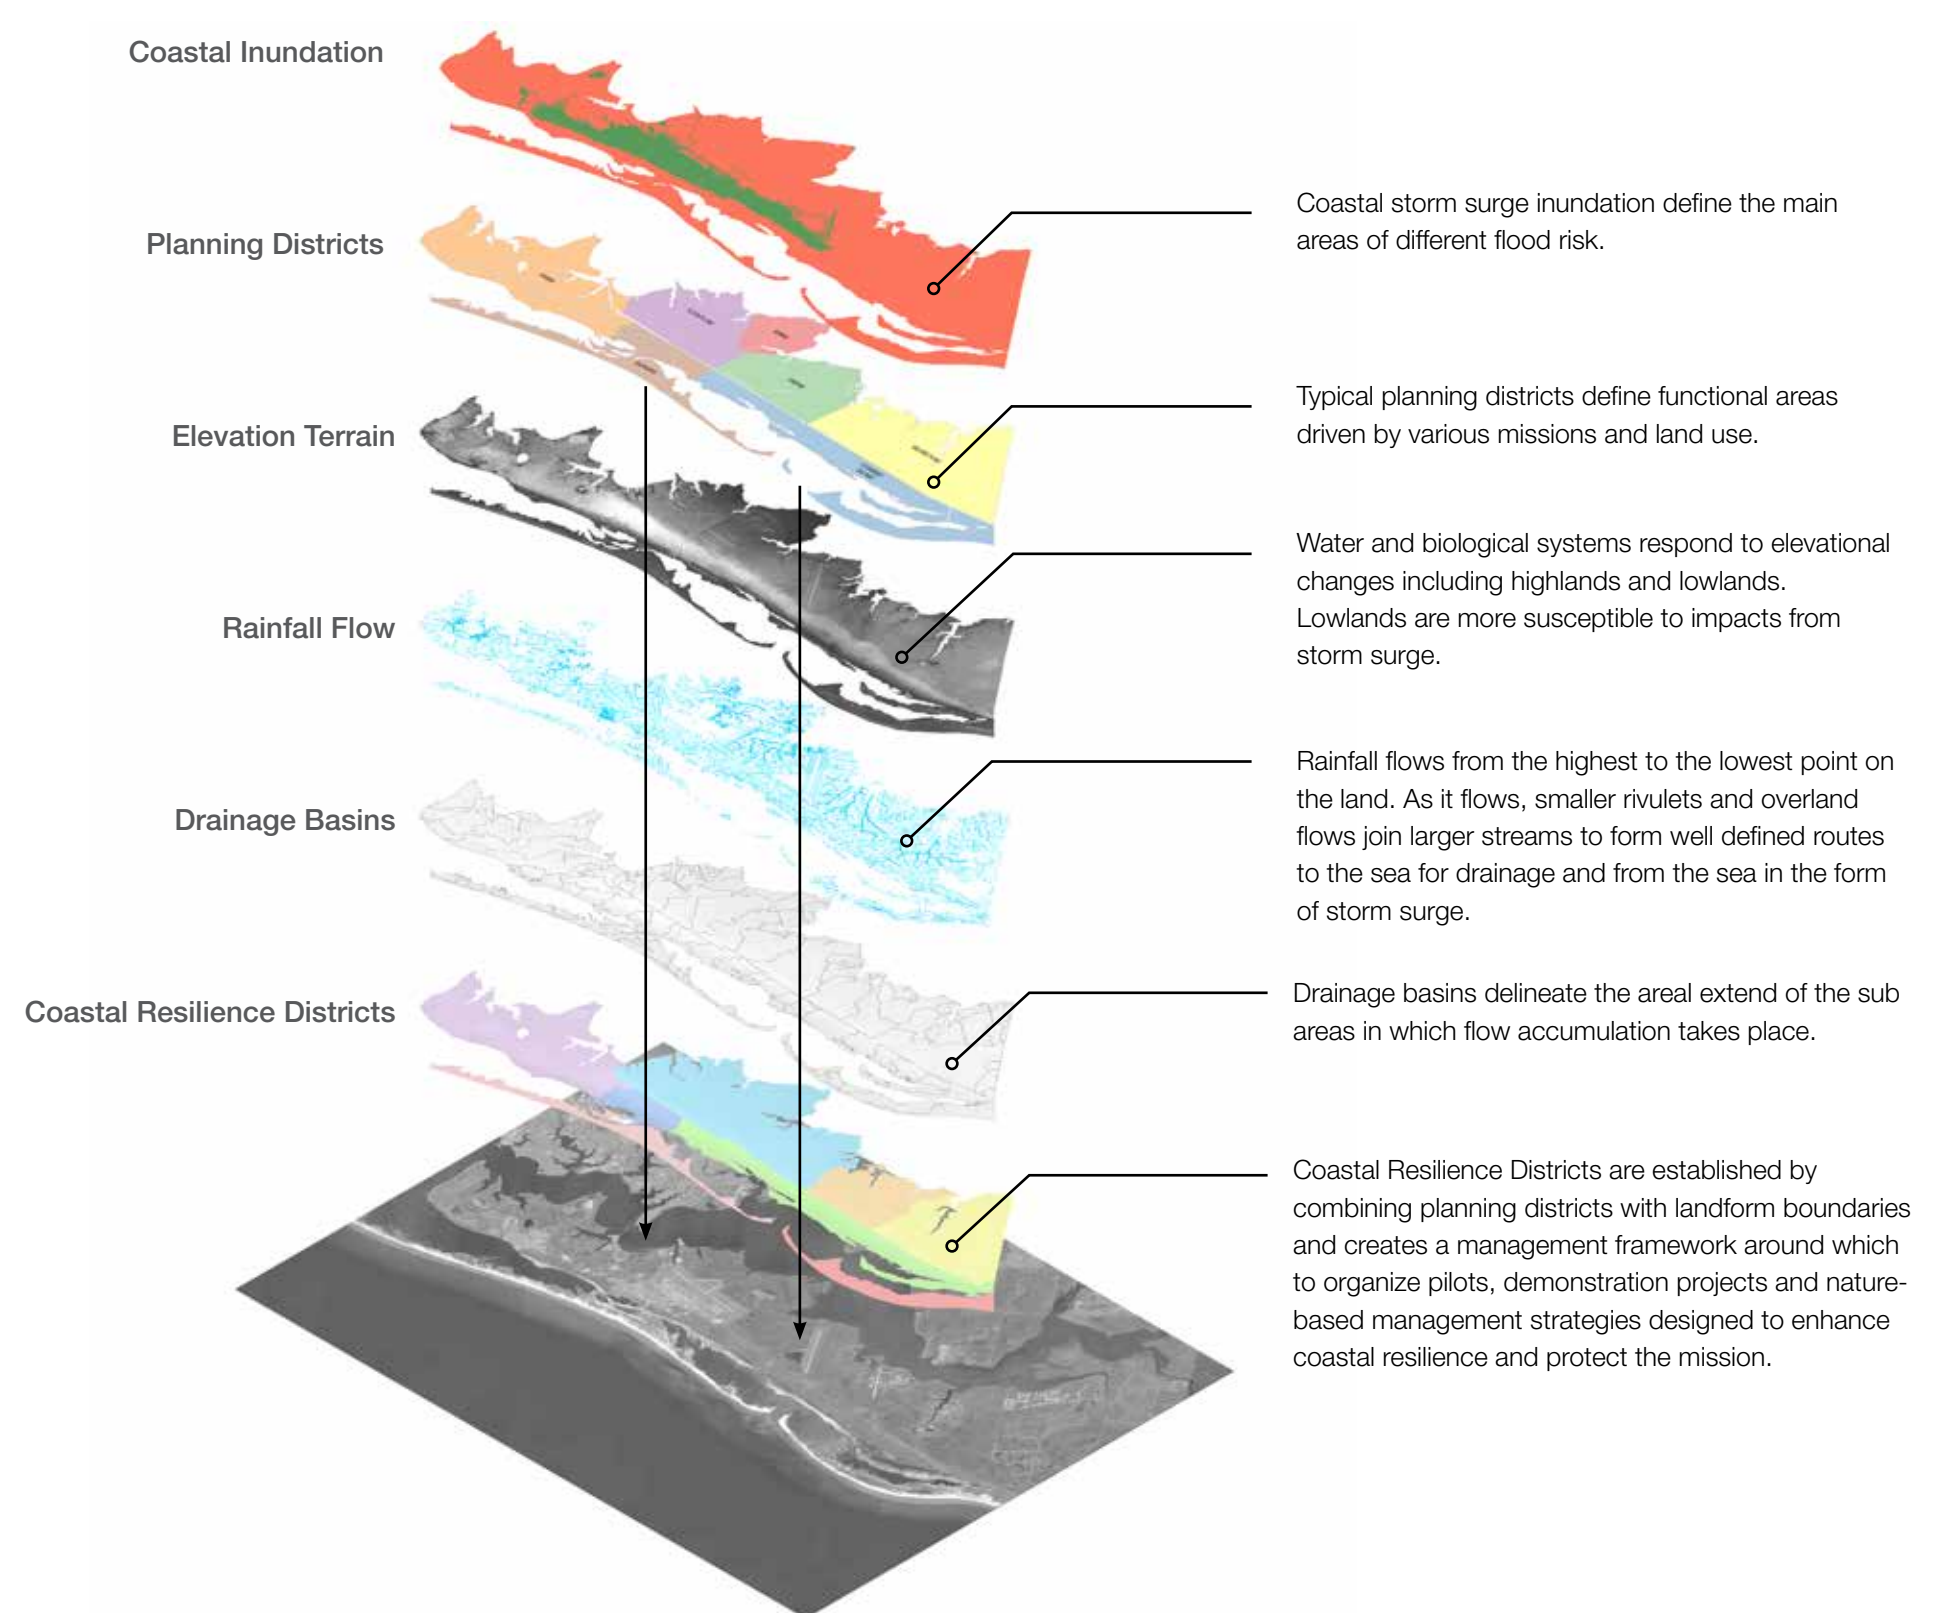 Coastal Inundation
Coastal storm surge inundation define the main
areas of different flood risk.
Planning Districts
Typical planning districts define functional areas
driven by various missions and land use.
Elevation Terrain
Water and biological systems respond to elevational
changes including highlands and lowlands.
Lowlands are more susceptible to impacts from
storm surge.
Rainfall Flow
Rainfall flows from the highest to the lowest point on
the land. As it flows, smaller rivulets and overland
flows join larger streams to form well defined routes
to the sea for drainage and from the sea in the form
of storm surge.
Drainage Basins
Drainage basins delineate the areal extend of the sub
areas in which flow accumulation takes place.
Coastal Resilience Districts
Coastal Resilience Districts are established by
combining planning districts with landform boundaries
and creates a management framework around which
to organize pilots, demonstration projects and nature-
based management strategies designed to enhance
coastal resilience and protect the mission.